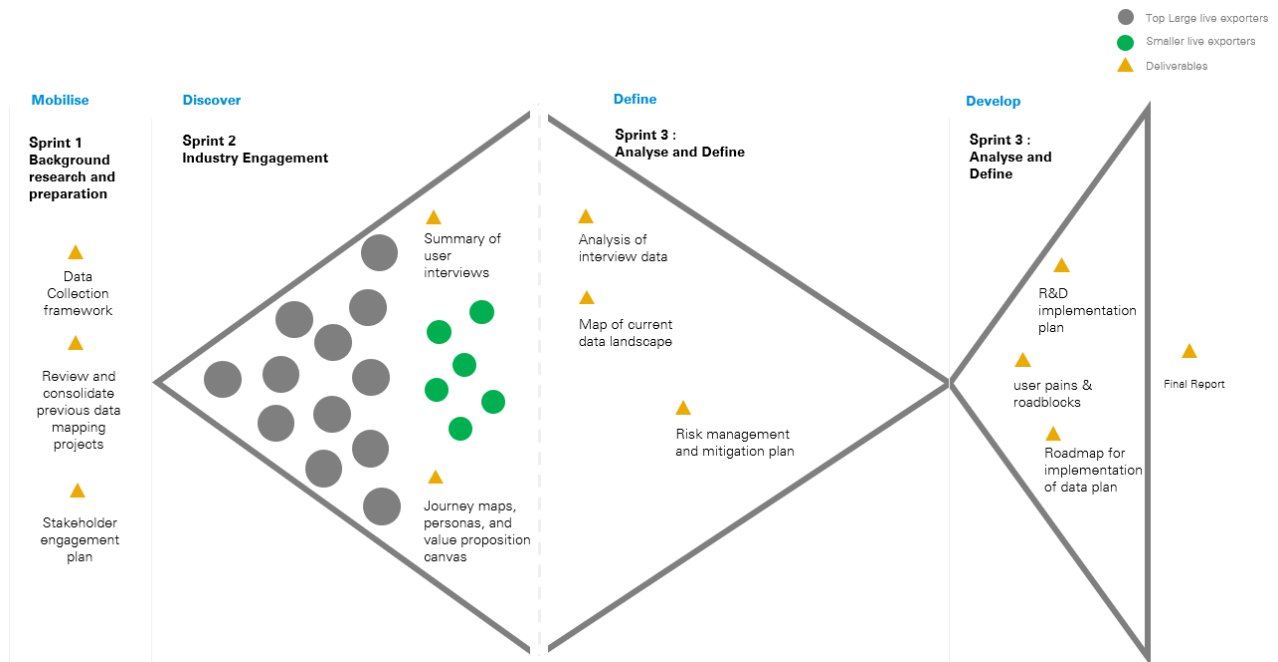 Top Large live exporters
Smaller live exporters
Deliverables
Mobilise
Sprint 1
Background
research and
preparation
Data
Collection
framework
Review and
consolidate
previous data
mapping
projects
Stakeholder
engagement
plan
Discover
Sprint 2
Industry Engagement
Summary of
user
interviews
Journey maps,
personas, and
value proposition
canvas
Define
Sprint 3 :
Analyse and Define
Analysis of
interview data
Map of current
data landscape
Risk management
and mitigation plan
Develop
Sprint 3 :
Analyse and
Define
R&D
implementation
plan
user pains &
roadblocks
Roadmap for
implementation
of data plan
Final Report